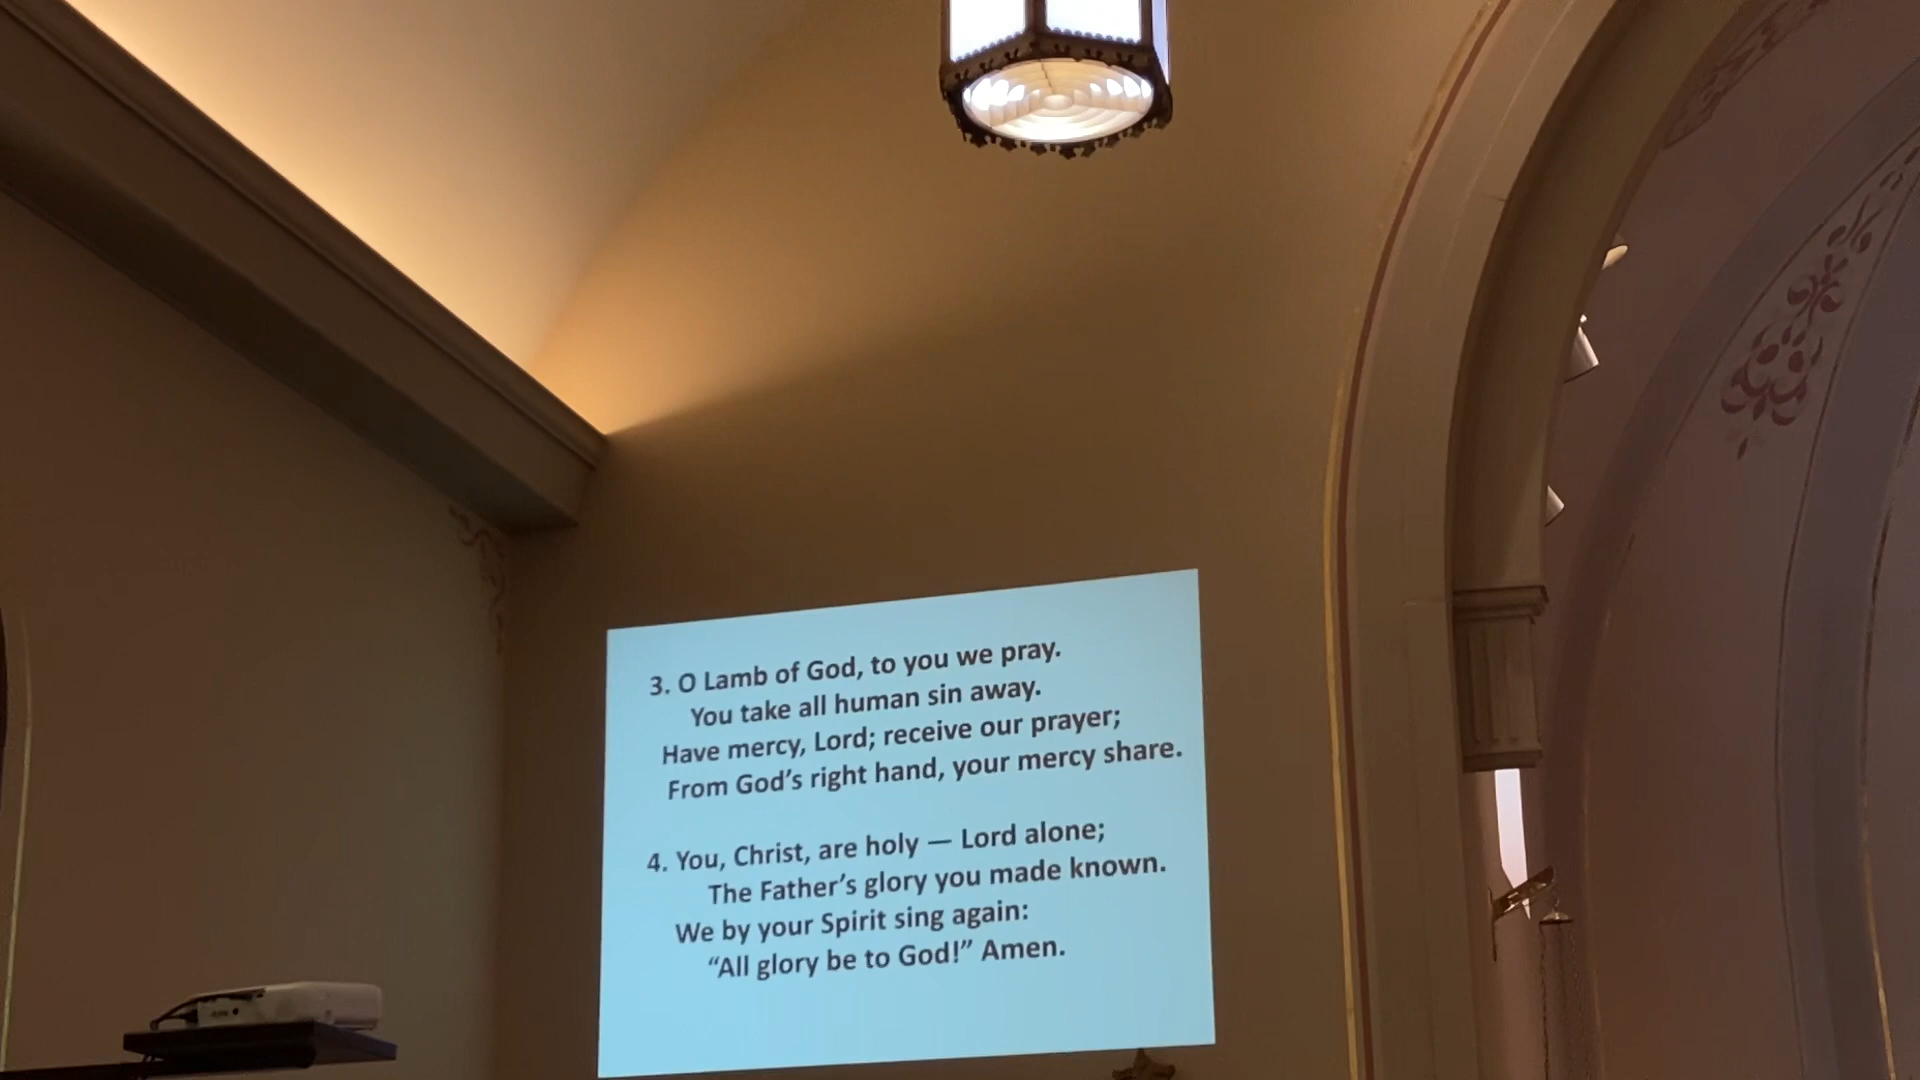 3. O Lamb of God, to you we pray.
You take all human sin away.
Have mercy, Lord; receive our prayer;
From God’s right hand, your mercy share.
4. You, Christ, are holy — Lord alone;
The Father’s glory you made known.
We by your Spirit sing again:
“All glory be to God!” Amen.